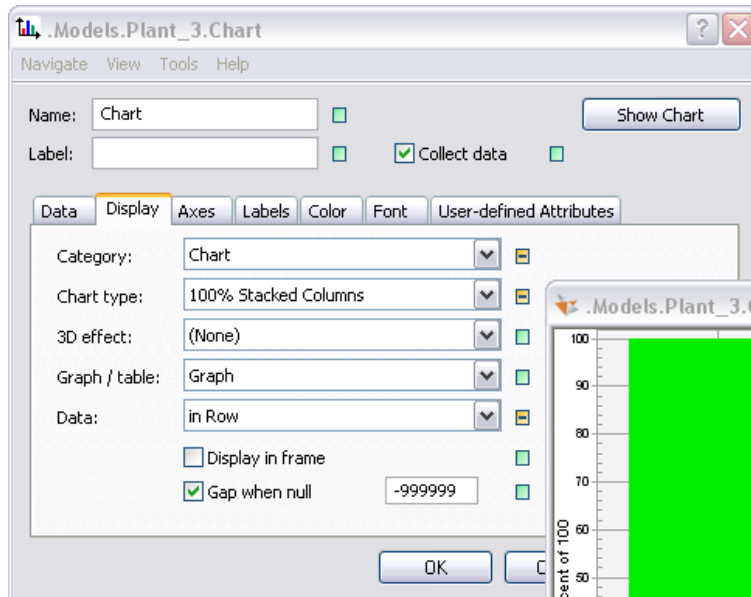 .Models.Plant_3.Chart
Navigate View Tools Help
Name: Chart Show Chart
Label: Collect data
Data Display Axes Labels Color Font User-defined Attributes
Category: Chart
Chart type: 100% Stacked Columns
3D effect: (None)
Graph / table: Graph
Data: in Row
Display in frame
Gap when null -999999
OK
.Models.Plant_3.
100
90
80
70
60
50
of 100